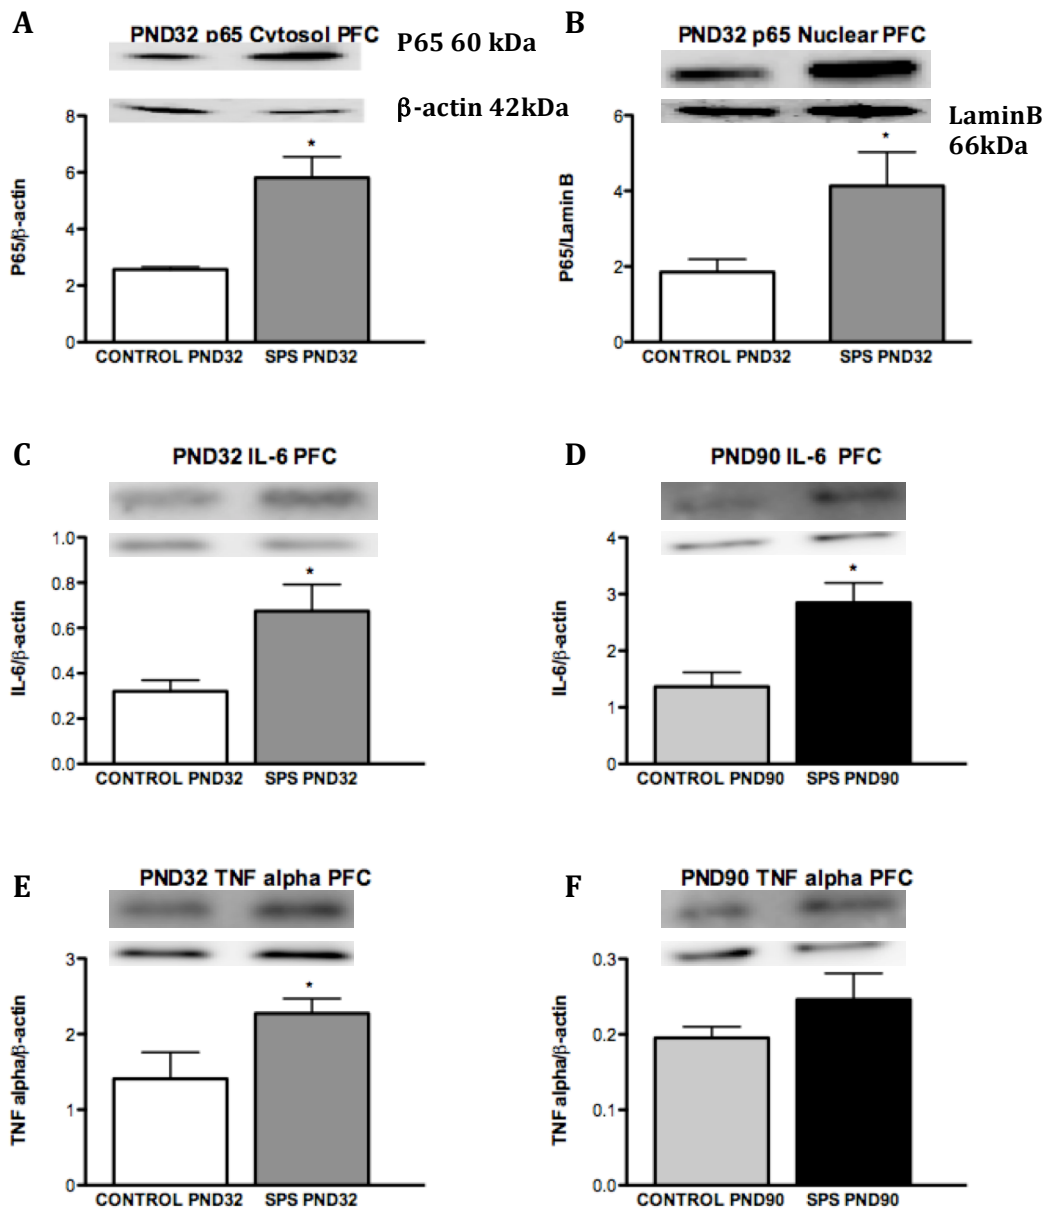 A
PND32 p65 Cytosol PFC
P65 60 kDa
β-actin 42kDa
8
6
4
2
0
P65/β-actin
*
CONTROL PND32 SPS PND32
B
PND32 p65 Nuclear PFC
LaminB
66kDa
6
4
2
0
P65/Lamin B
*
CONTROL PND32 SPS PND32
C
PND32 IL-6 PFC
1.0
0.8
0.6
0.4
0.2
0.0
IL-6/β-actin
*
CONTROL PND32 SPS PND32
D
PND90 IL-6 PFC
4
3
2
1
0
IL-6/β-actin
*
CONTROL PND90 SPS PND90
E
PND32 TNF alpha PFC
3
2
1
0
TNF alpha/β-actin
*
CONTROL PND32 SPS PND32
F
PND90 TNF alpha PFC
0.3
0.2
0.1
0.0
TNF alpha/β-actin
CONTROL PND90 SPS PND90